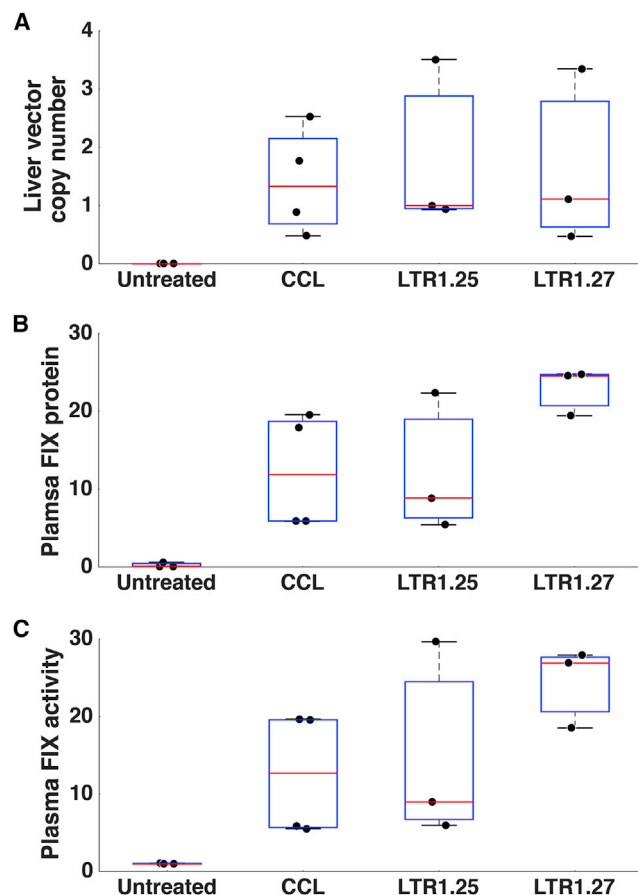 A
Liver vector
copy number
4
3
2
1
0
Untreated CCL LTR1.25 LTR1.27
B
Plamsa FIX protein
30
20
10
0
Untreated CCL LTR1.25 LTR1.27
C
Plasma FIX activity
30
20
10
0
Untreated CCL LTR1.25 LTR1.27